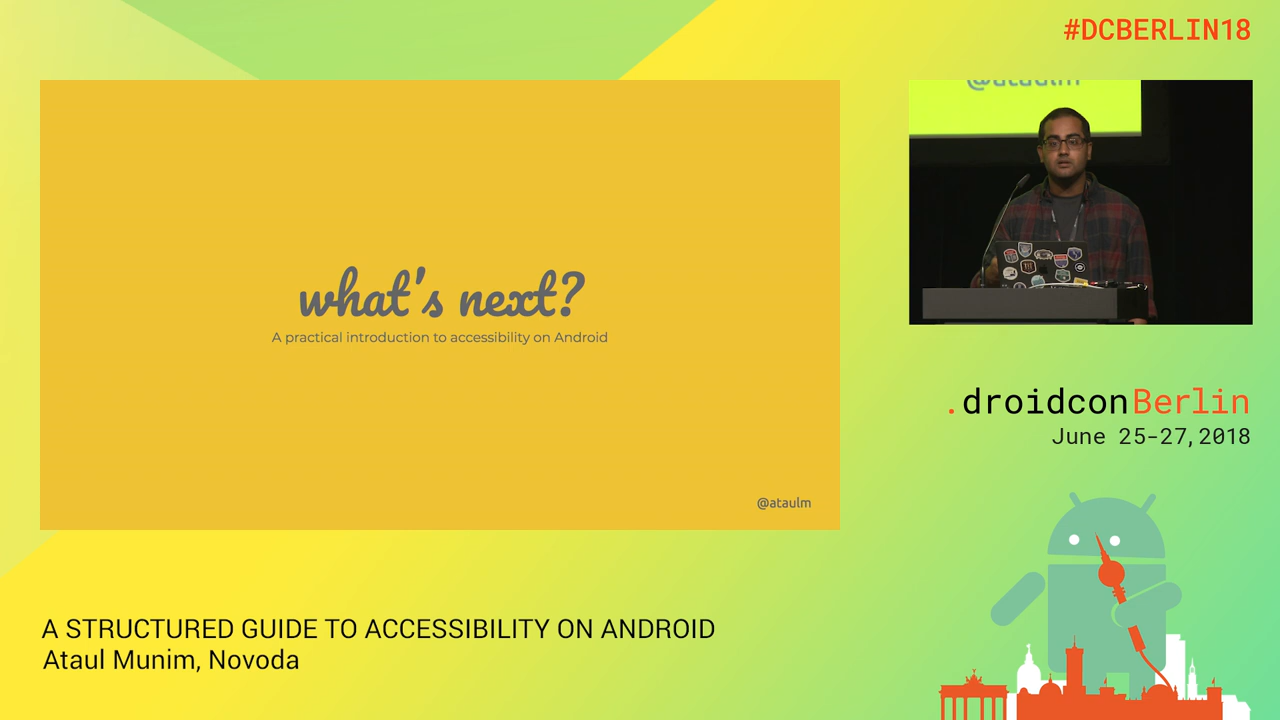 #DCBERLIN18
@ataulm
what's next?
A practical introduction to accessibility on Android
@ataulm
.droidconBerlin
June 25-27, 2018
A STRUCTURED GUIDE TO ACCESSIBILITY ON ANDROID
Ataul Munim, Novoda